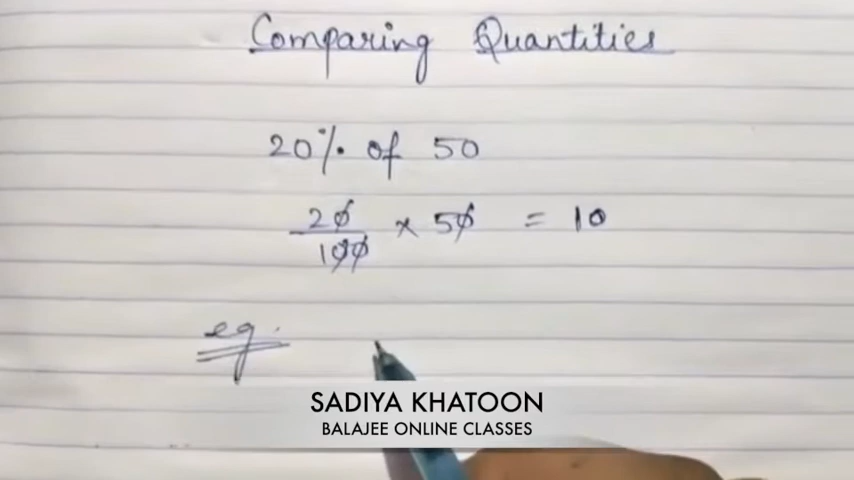 Comparing Quantities
20% of 50
20/100 × 50 = 10
eg.
SADIYA KHATOON
BALAJEE ONLINE CLASSES